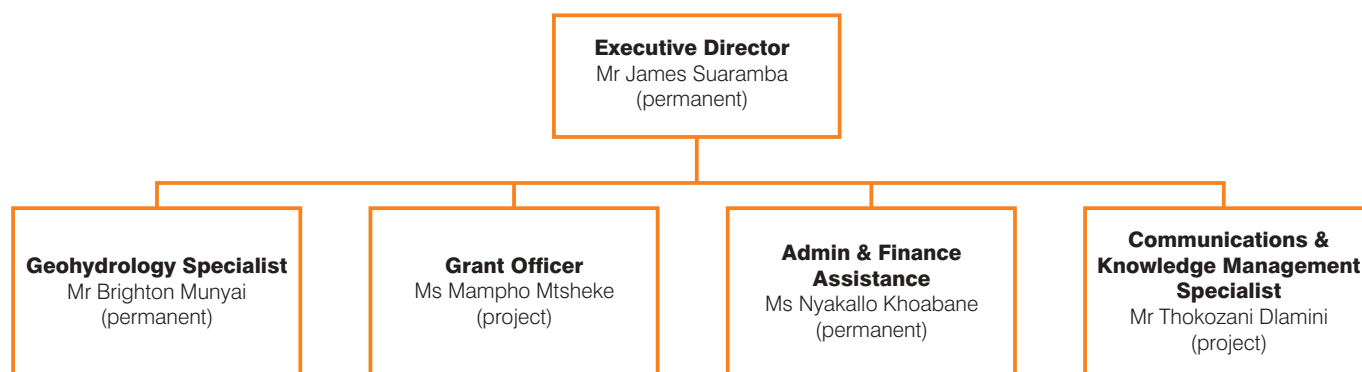 Executive Director
Mr James Suaramba
(permanent)
Geohydrology Specialist
Mr Brighton Munyai
(permanent)
Grant Officer
Ms Mampho Mtsheke
(project)
Admin & Finance
Assistance
Ms Nyakallo Khoabane
(permanent)
Communications &
Knowledge Management
Specialist
Mr Thokozani Dlamini
(project)